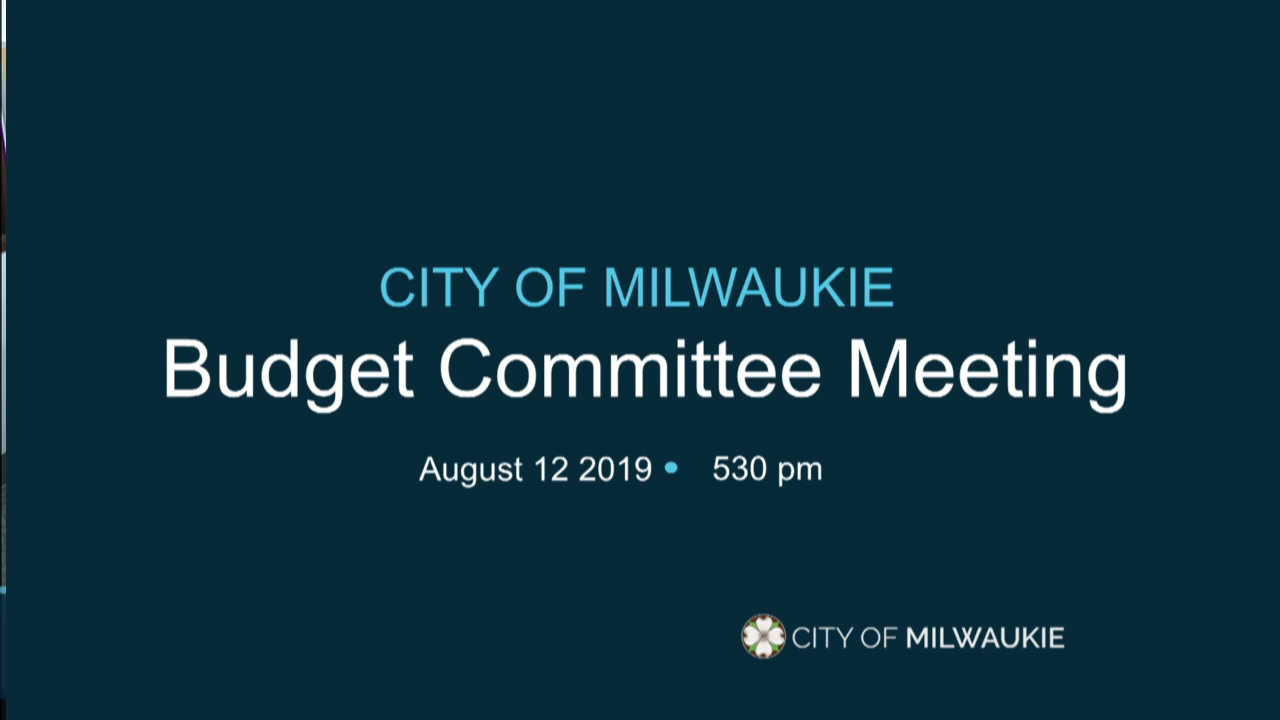 CITY OF MILWAUKIE
Budget Committee Meeting
August 12 2019 • 530 pm
CITY OF MILWAUKIE